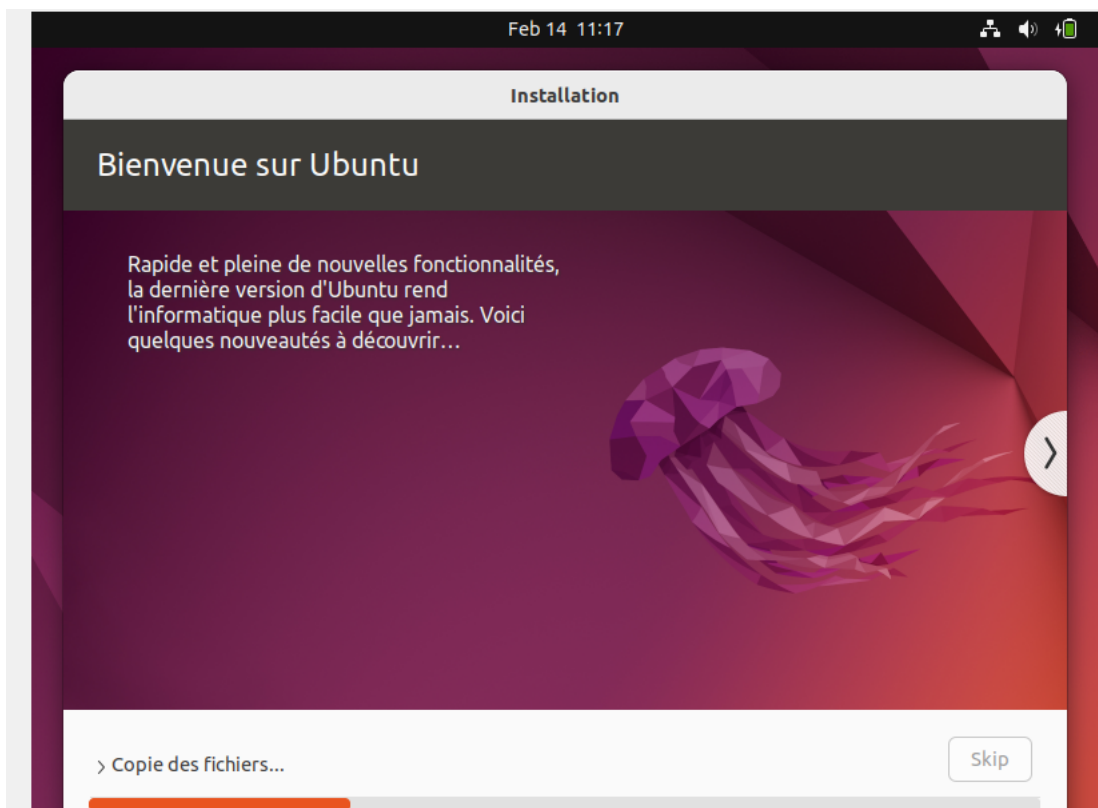 Feb 14 11:17
Installation
Bienvenue sur Ubuntu
Rapide et pleine de nouvelles fonctionnalités,
la dernière version d'Ubuntu rend
l'informatique plus facile que jamais. Voici
quelques nouveautés à découvrir…
Copie des fichiers...
Skip